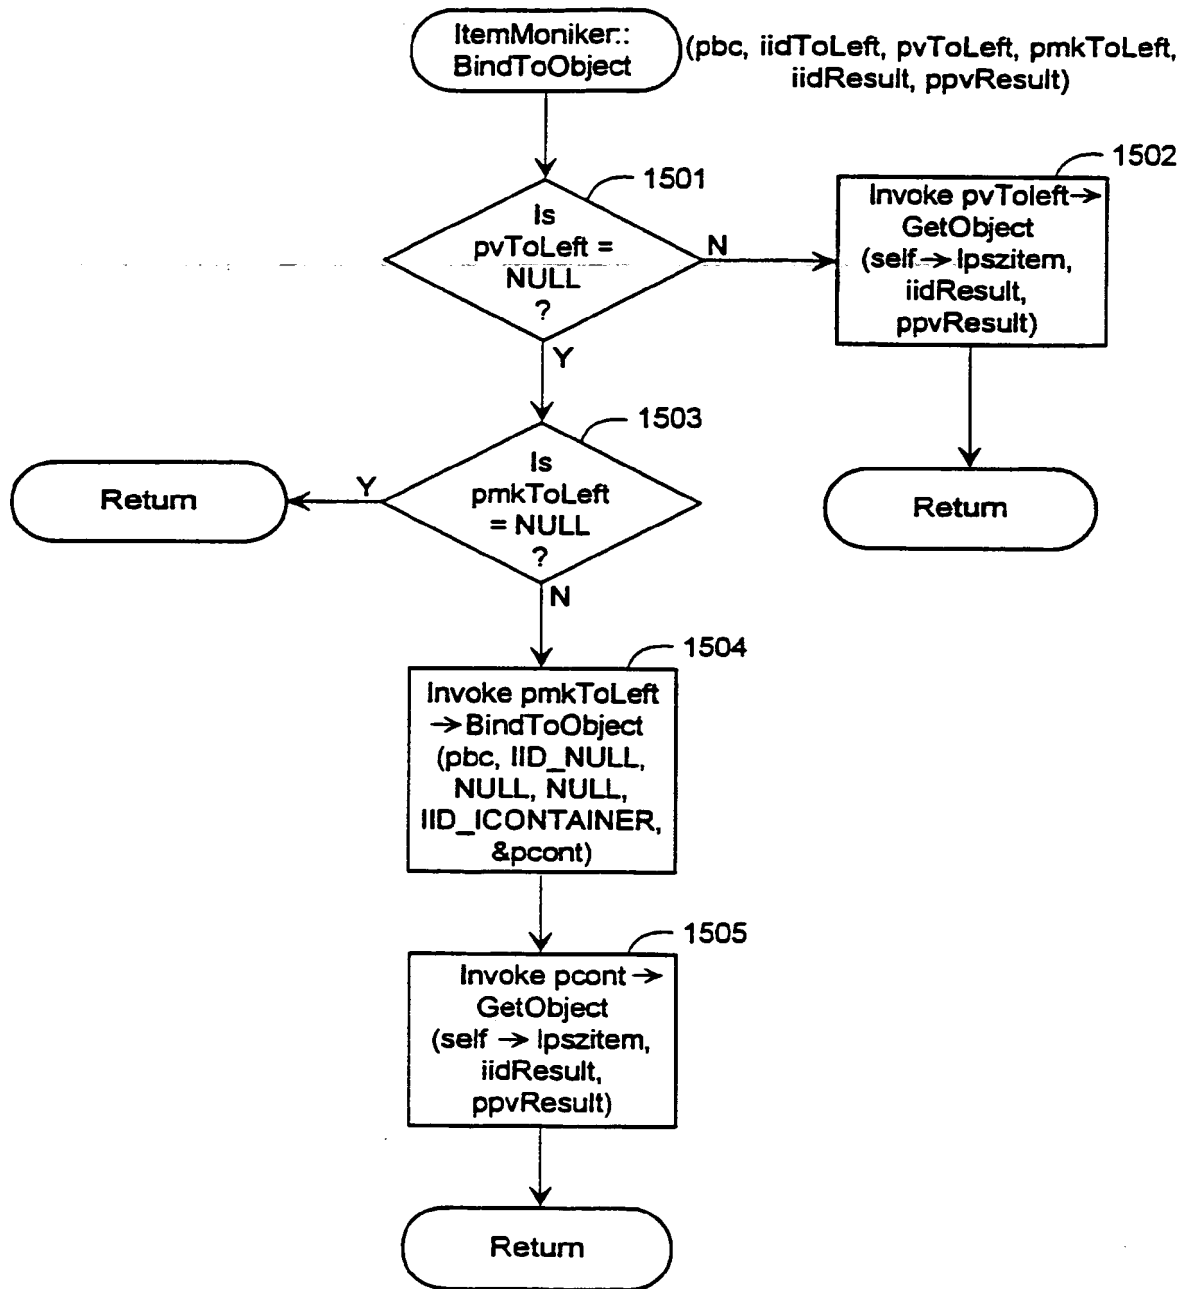 ItemMoniker::
BindToObject
(pbc, iidToLeft, pvToLeft, pmkToLeft,
iidResult, ppvResult)
1501
Is
pvToLeft =
NULL
?
N
Y
1502
Invoke pvToleft→
GetObject
(self→lpszitem,
iidResult,
ppvResult)
Return
1503
Is
pmkToLeft
= NULL
?
Y
N
Return
1504
Invoke pmkToLeft
→BindToObject
(pbc, IID_NULL,
NULL, NULL,
IID_ICONTAINER,
&pcont)
1505
Invoke pcont→
GetObject
(self → lpszitem,
iidResult,
ppvResult)
Return